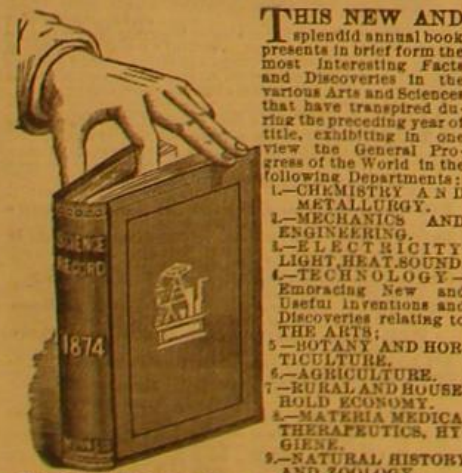 THIS NEW AND
splendid annual book
presents in brief form the
most Interesting Facts
and Discoveries in the
various Arts and Sciences
that have transpired du-
ring the preceding year of
title, exhibiting in one
view the General Pro-
gress of the World in the
following Departments:
1.—CHEMISTRY AND
METALLURGY.
2.—MECHANICS AND
ENGINEERING.
3.—ELECTRICITY
LIGHT, HEAT, SOUND
4.—TECHNOLOGY—
Embracing New and
Useful Inventions and
Discoveries relating to
THE ARTS;
5—BOTANY AND HOR
TICULTURE.
6.—AGRICULTURE.
7—RURAL AND HOUSE
HOLD ECONOMY.
8.—MATERIA MEDICA
THERAPEUTICS, HY
GIENE.
9.—NATURAL HISTORY
AND ZOOLOGY
SCIENCE
RECORD
1874